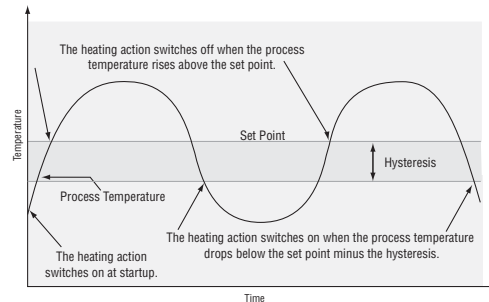 The heating action switches off when the process
temperature rises above the set point.
Temperature
Set Point
Hysteresis
Process Temperature
The heating action switches on when the process temperature
drops below the set point minus the hysteresis.
The heating action
switches on at startup.
Time